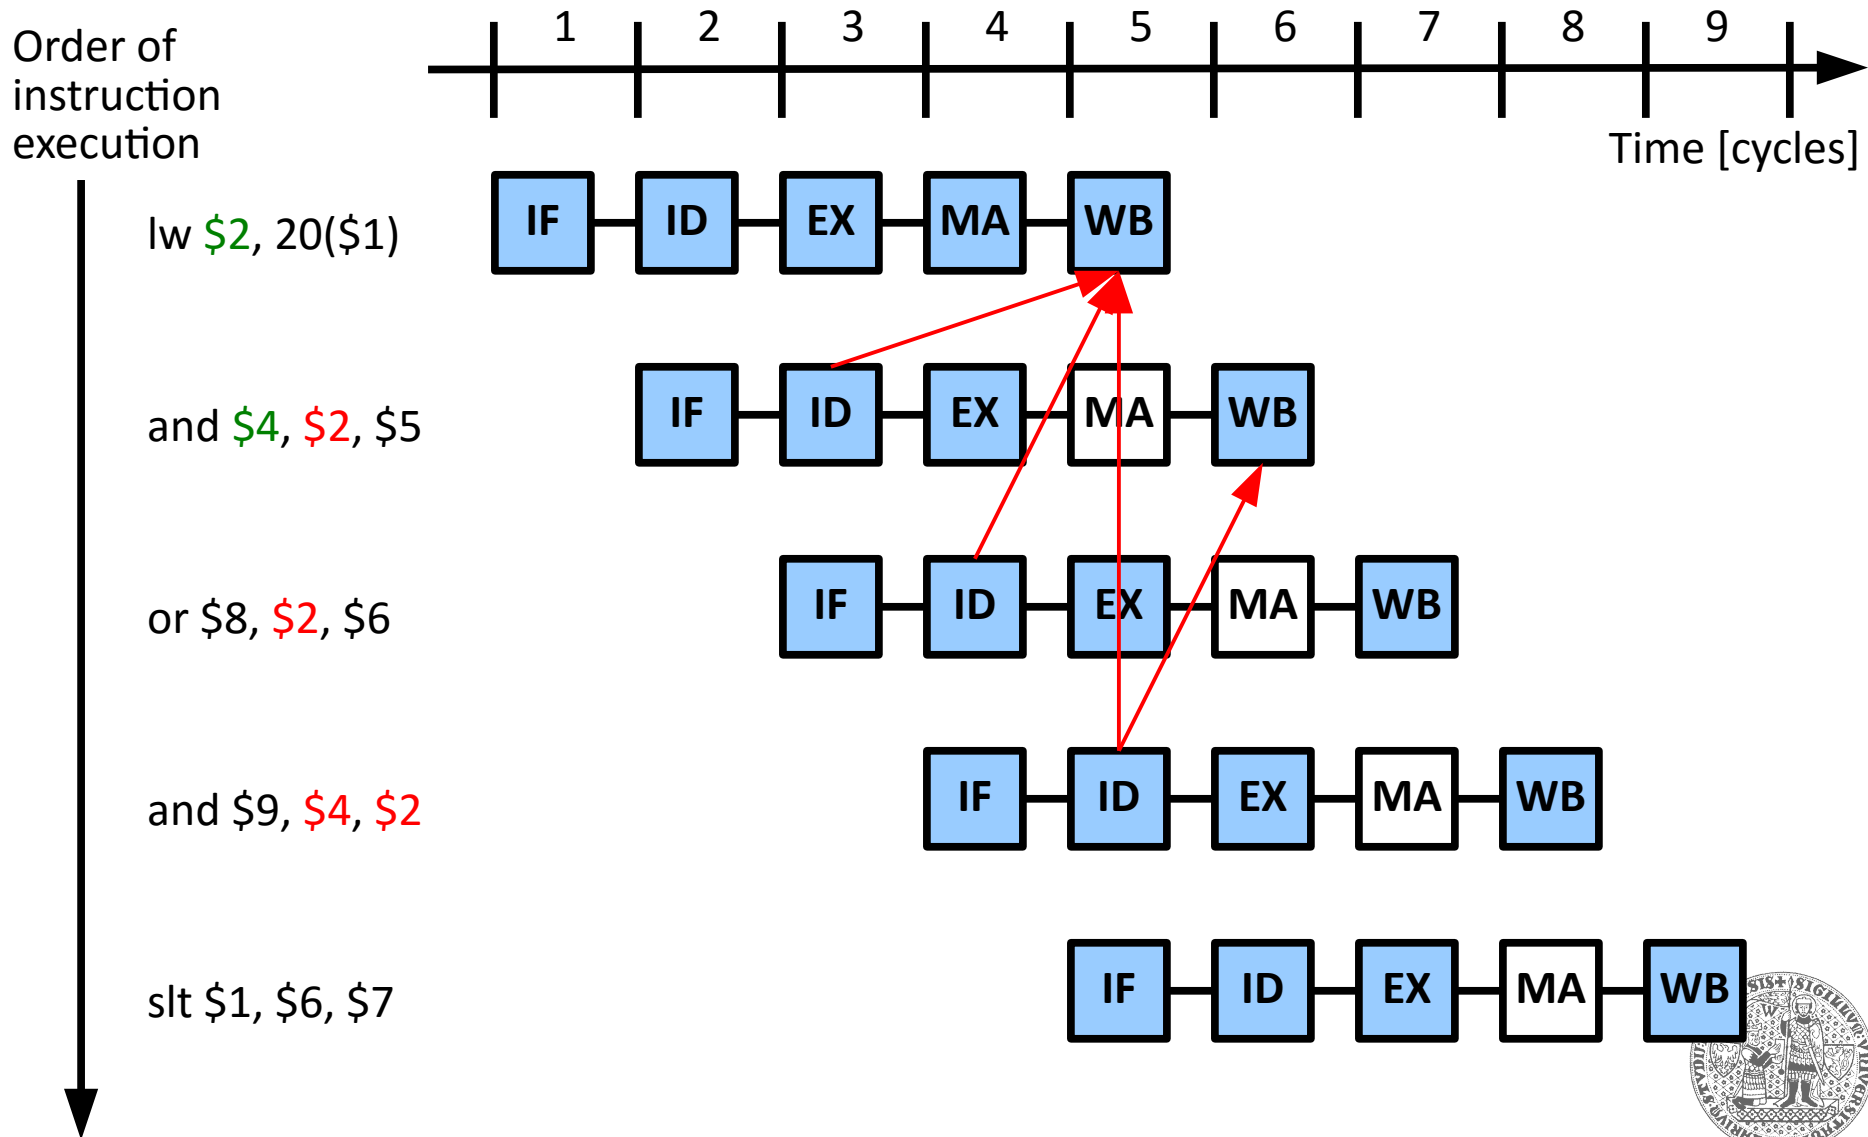 Order of
instruction
execution
1 2 3 4 5 6 7 8 9
Time [cycles]
lw $2, 20($1)
IF ID EX MA WB
and $4, $2, $5
IF ID EX MA WB
or $8, $2, $6
IF ID EX MA WB
and $9, $4, $2
IF ID EX MA WB
slt $1, $6, $7
IF ID EX MA WB